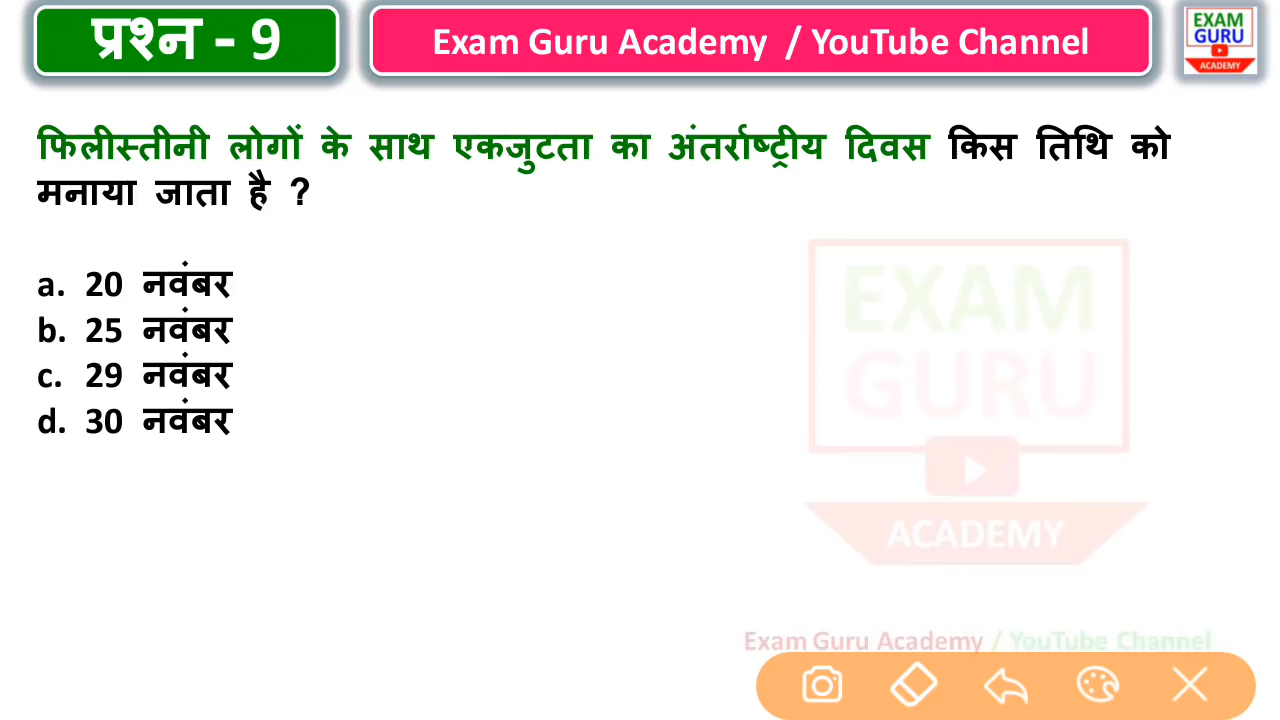 प्रश्न - 9
Exam Guru Academy / YouTube Channel
EXAM
GURU
ACADEMY
फिलीस्तीनी लोगों के साथ एकजुटता का अंतर्राष्ट्रीय दिवस किस तिथि को
मनाया जाता है ?
a. 20 नवंबर
b. 25 नवंबर
c. 29 नवंबर
d. 30 नवंबर
EXAM
GURU
ACADEMY
Exam Guru Academy / YouTube Channel